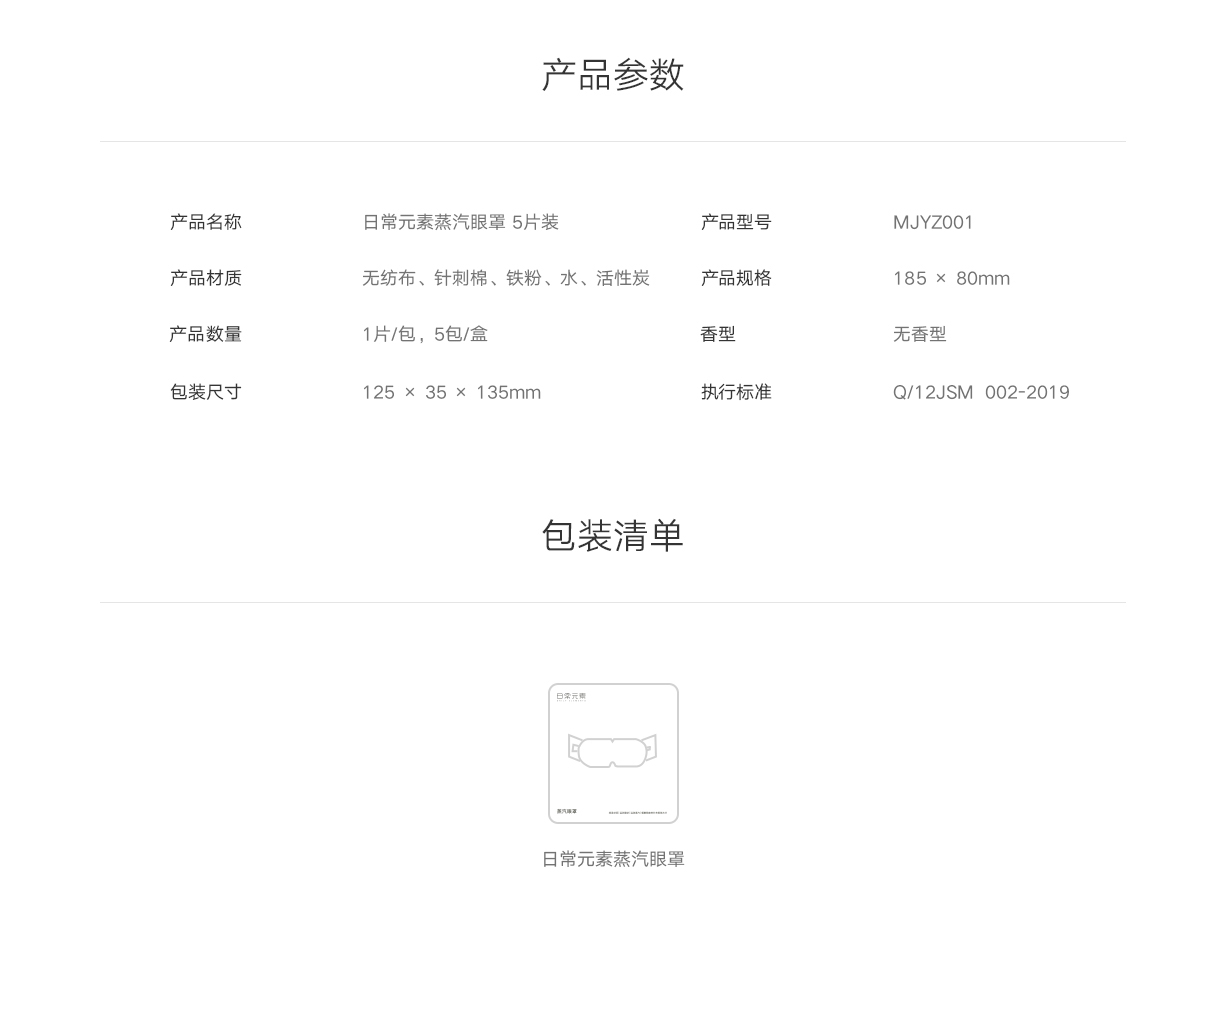 产品参数
产品名称 日常元素蒸汽眼罩 5片装 产品型号 MJYZ001
产品材质 无纺布、针刺棉、铁粉、水、活性炭 产品规格 185 × 80mm
产品数量 1片/包，5包/盒 香型 无香型
包装尺寸 125 × 35 × 135mm 执行标准 Q/12JSM 002-2019
包装清单
日常元素
蒸汽眼罩
日常元素蒸汽眼罩